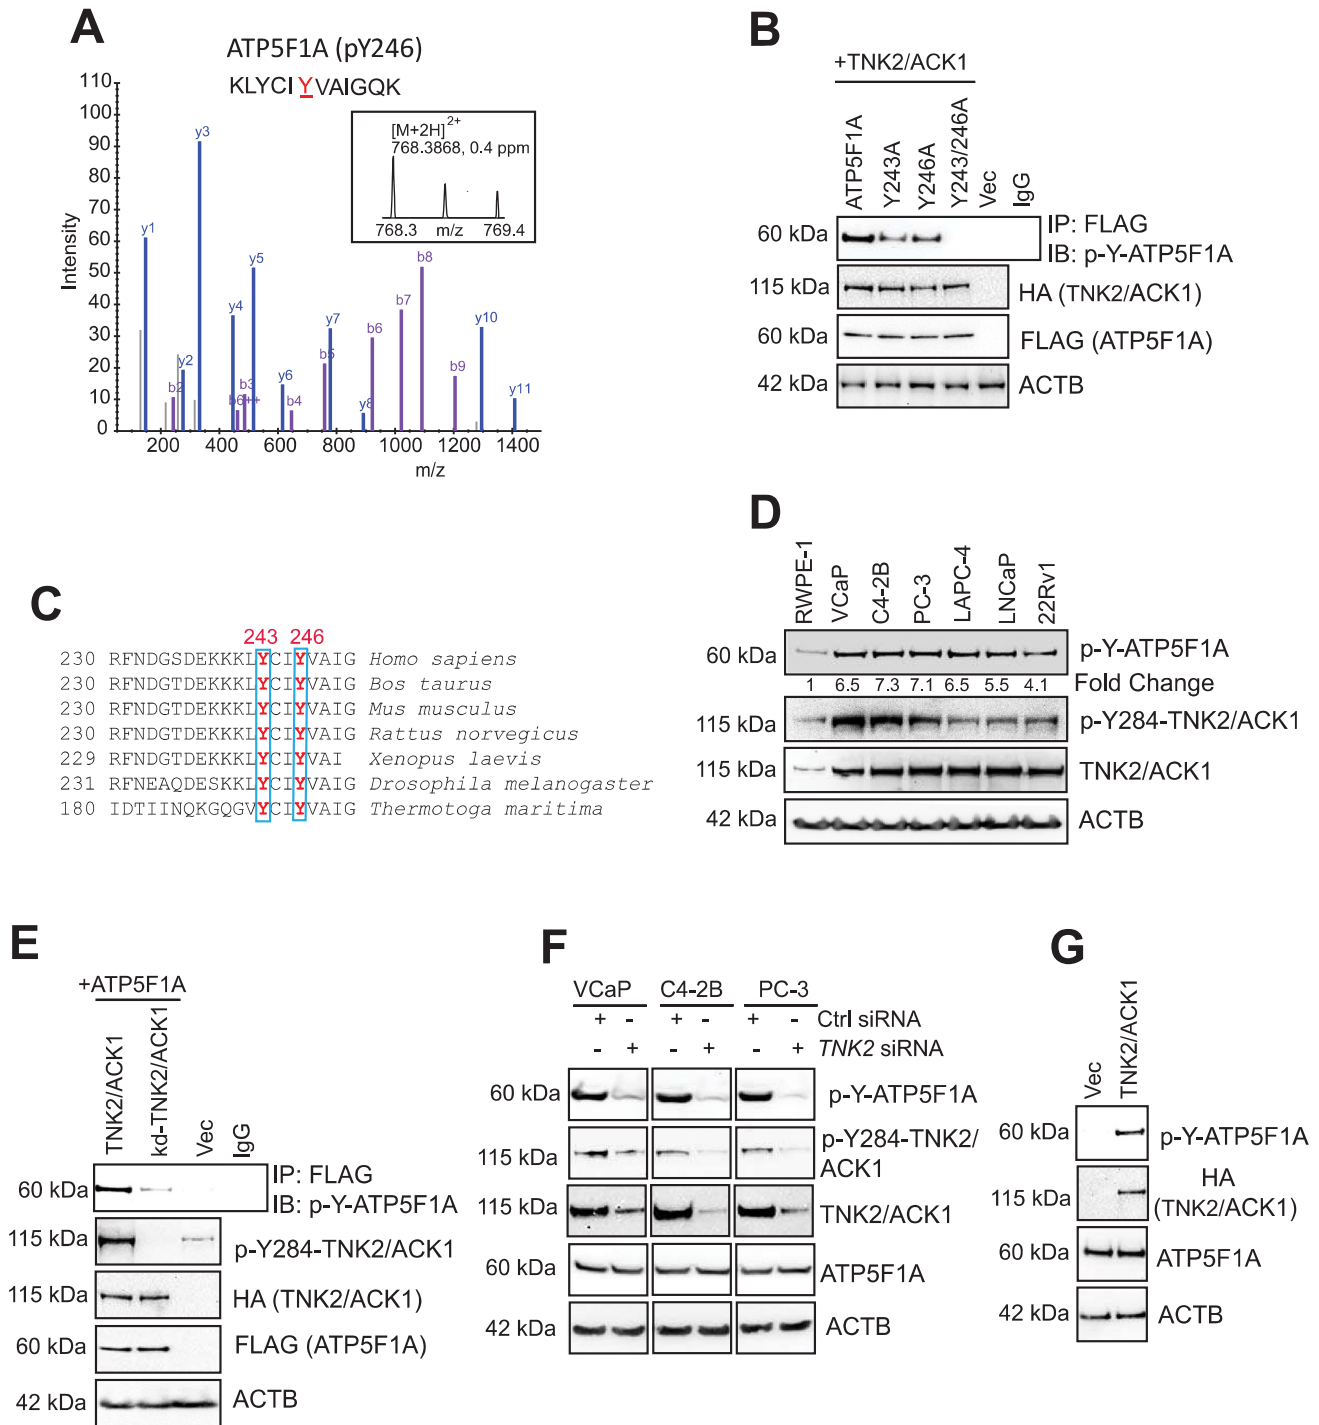 A
ATP5F1A (pY246)
KLYCI Y VAIGQK
110
100
90
80
70
60
50
40
30
20
10
0
Intensity
y1
b2
y2
y3
y4
b3
b6++
y5
y6
b4
b5
y7
y8
b6
b7
b8
b9
y10
y11
[M+2H]2+
768.3868, 0.4 ppm
768.3 m/z 769.4
200 400 600 800 1000 1200 1400
m/z
B
+TNK2/ACK1
ATP5F1A
Y243A
Y246A
Y243/246A
Vec
IgG
60 kDa
IP: FLAG
IB: p-Y-ATP5F1A
115 kDa HA (TNK2/ACK1)
60 kDa FLAG (ATP5F1A)
42 kDa ACTB
C
243 246
230 RFNDGSDEKKKLYCIYVAIG Homo sapiens
230 RFNDGTDEKKKLYCIYVAIG Bos taurus
230 RFNDGTDEKKKLYCIYVAIG Mus musculus
230 RFNDGTDEKKKLYCIYVAIG Rattus norvegicus
229 RFNDGTDEKKKLYCIYVAI Xenopus laevis
231 RFNEAQDESKKLYCIYVAIG Drosophila melanogaster
180 IDTIINQKGQGVYCIYVAIG Thermotoga maritima
D
RWPE-1
VCaP
C4-2B
PC-3
LAPC-4
LNCaP
22Rv1
60 kDa p-Y-ATP5F1A
1 6.5 7.3 7.1 6.5 5.5 4.1 Fold Change
115 kDa p-Y284-TNK2/ACK1
115 kDa TNK2/ACK1
42 kDa ACTB
E
+ATP5F1A
TNK2/ACK1
kd-TNK2/ACK1
Vec
IgG
60 kDa
IP: FLAG
IB: p-Y-ATP5F1A
115 kDa p-Y284-TNK2/ACK1
115 kDa HA (TNK2/ACK1)
60 kDa FLAG (ATP5F1A)
42 kDa ACTB
F
VCaP C4-2B PC-3
+ - + - + - Ctrl siRNA
- + - + - + TNK2 siRNA
60 kDa p-Y-ATP5F1A
115 kDa p-Y284-TNK2/
ACK1
115 kDa TNK2/ACK1
60 kDa ATP5F1A
42 kDa ACTB
G
Vec
TNK2/ACK1
60 kDa p-Y-ATP5F1A
115 kDa HA
(TNK2/ACK1)
60 kDa ATP5F1A
42 kDa ACTB